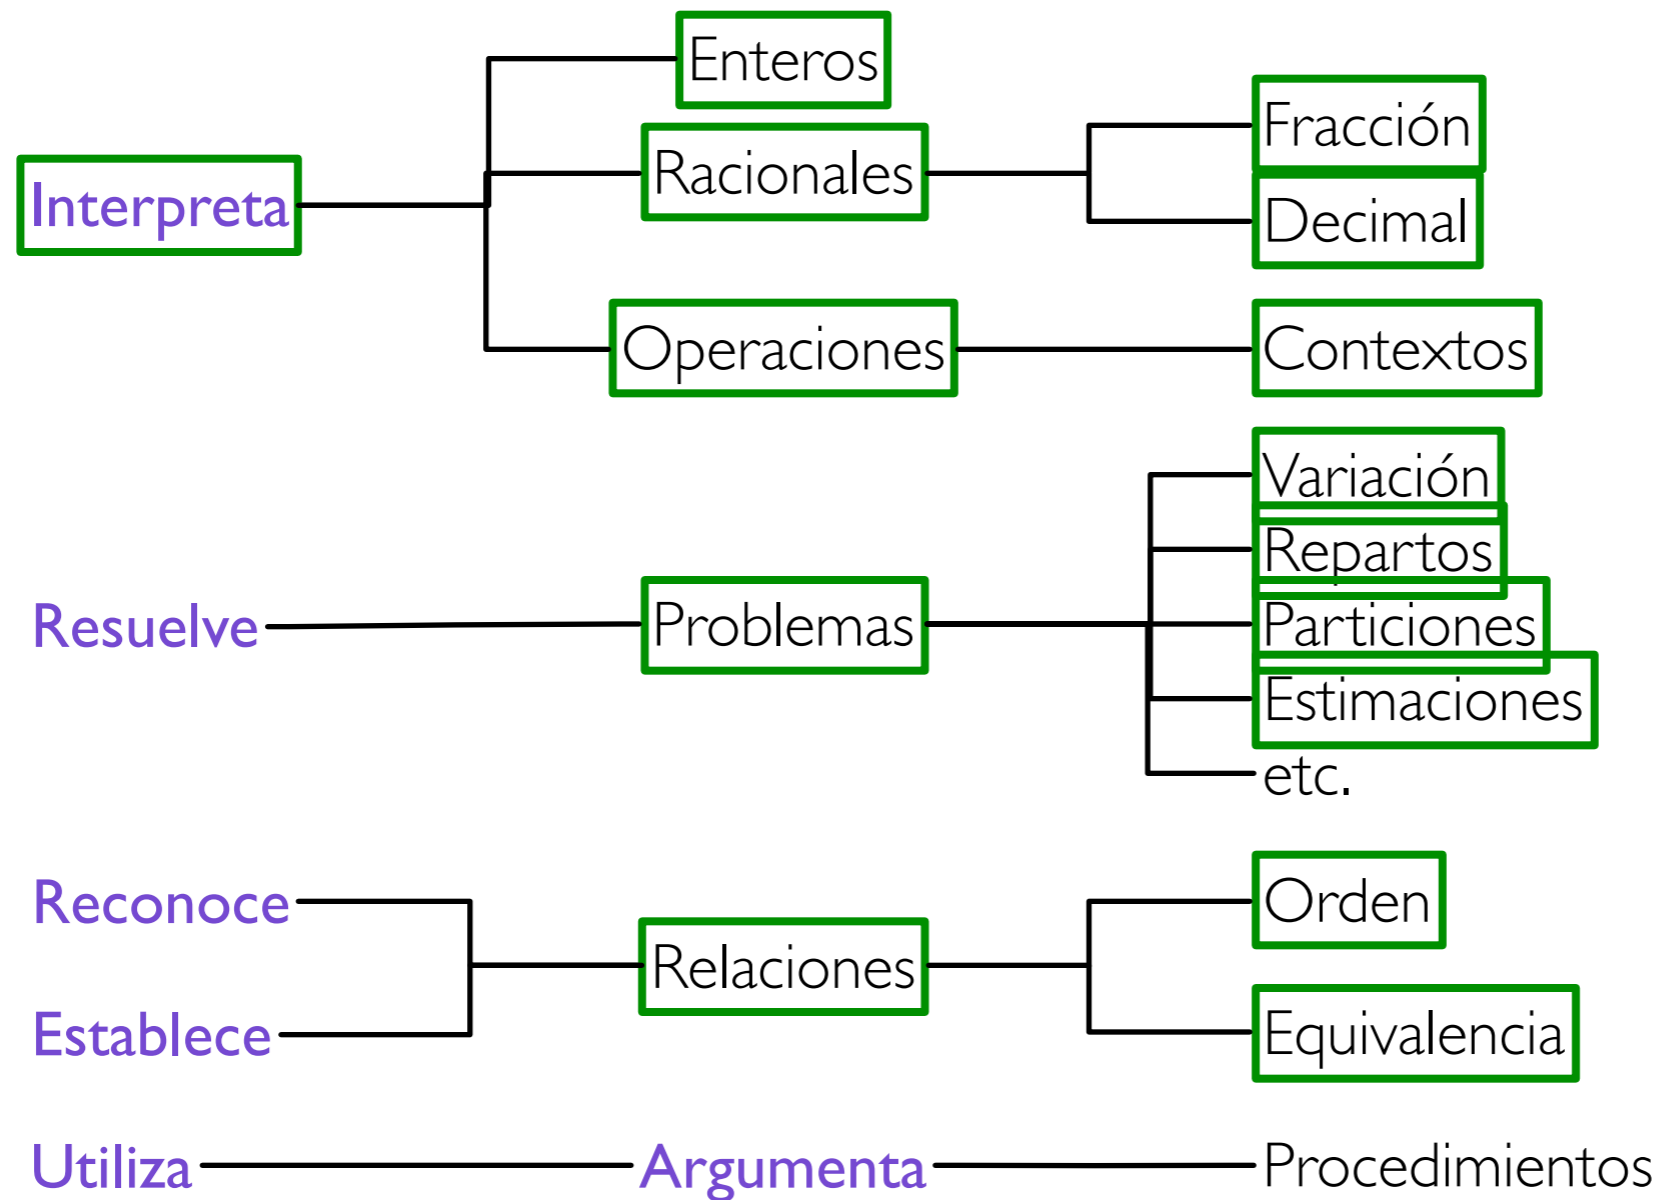 Enteros
Fracción
Racionales
Interpreta
Decimal
Operaciones
Contextos
Variación
Repartos
Resuelve
Problemas
Particiones
Estimaciones
etc.
Reconoce
Orden
Relaciones
Establece
Equivalencia
Utiliza
Argumenta
Procedimientos